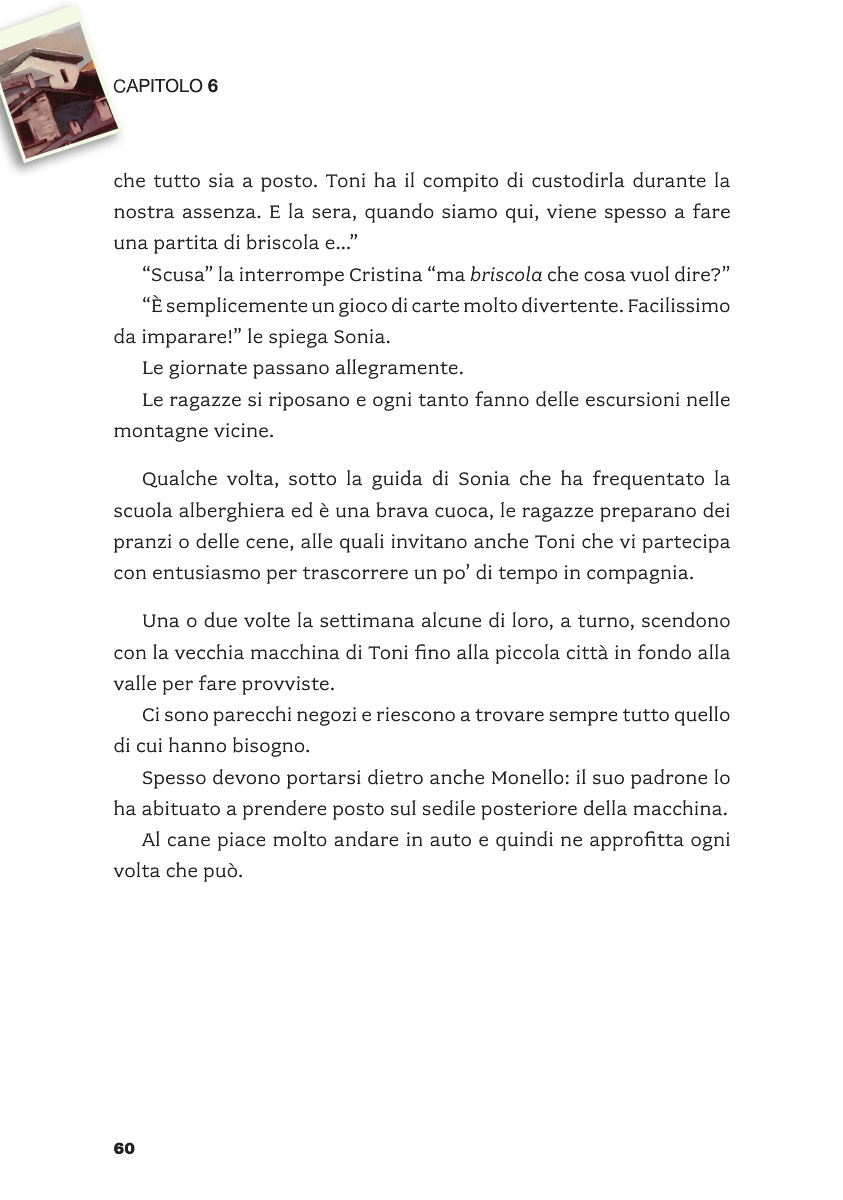 CAPITOLO 6
che tutto sia a posto. Toni ha il compito di custodirla durante la
nostra assenza. E la sera, quando siamo qui, viene spesso a fare
una partita di briscola e...”
“Scusa” la interrompe Cristina “ma briscola che cosa vuol dire?”
“È semplicemente un gioco di carte molto divertente. Facilissimo
da imparare!” le spiega Sonia.
Le giornate passano allegramente.
Le ragazze si riposano e ogni tanto fanno delle escursioni nelle
montagne vicine.
Qualche volta, sotto la guida di Sonia che ha frequentato la
scuola alberghiera ed è una brava cuoca, le ragazze preparano dei
pranzi o delle cene, alle quali invitano anche Toni che vi partecipa
con entusiasmo per trascorrere un po’ di tempo in compagnia.
Una o due volte la settimana alcune di loro, a turno, scendono
con la vecchia macchina di Toni fino alla piccola città in fondo alla
valle per fare provviste.
Ci sono parecchi negozi e riescono a trovare sempre tutto quello
di cui hanno bisogno.
Spesso devono portarsi dietro anche Monello: il suo padrone lo
ha abituato a prendere posto sul sedile posteriore della macchina.
Al cane piace molto andare in auto e quindi ne approfitta ogni
volta che può.
60